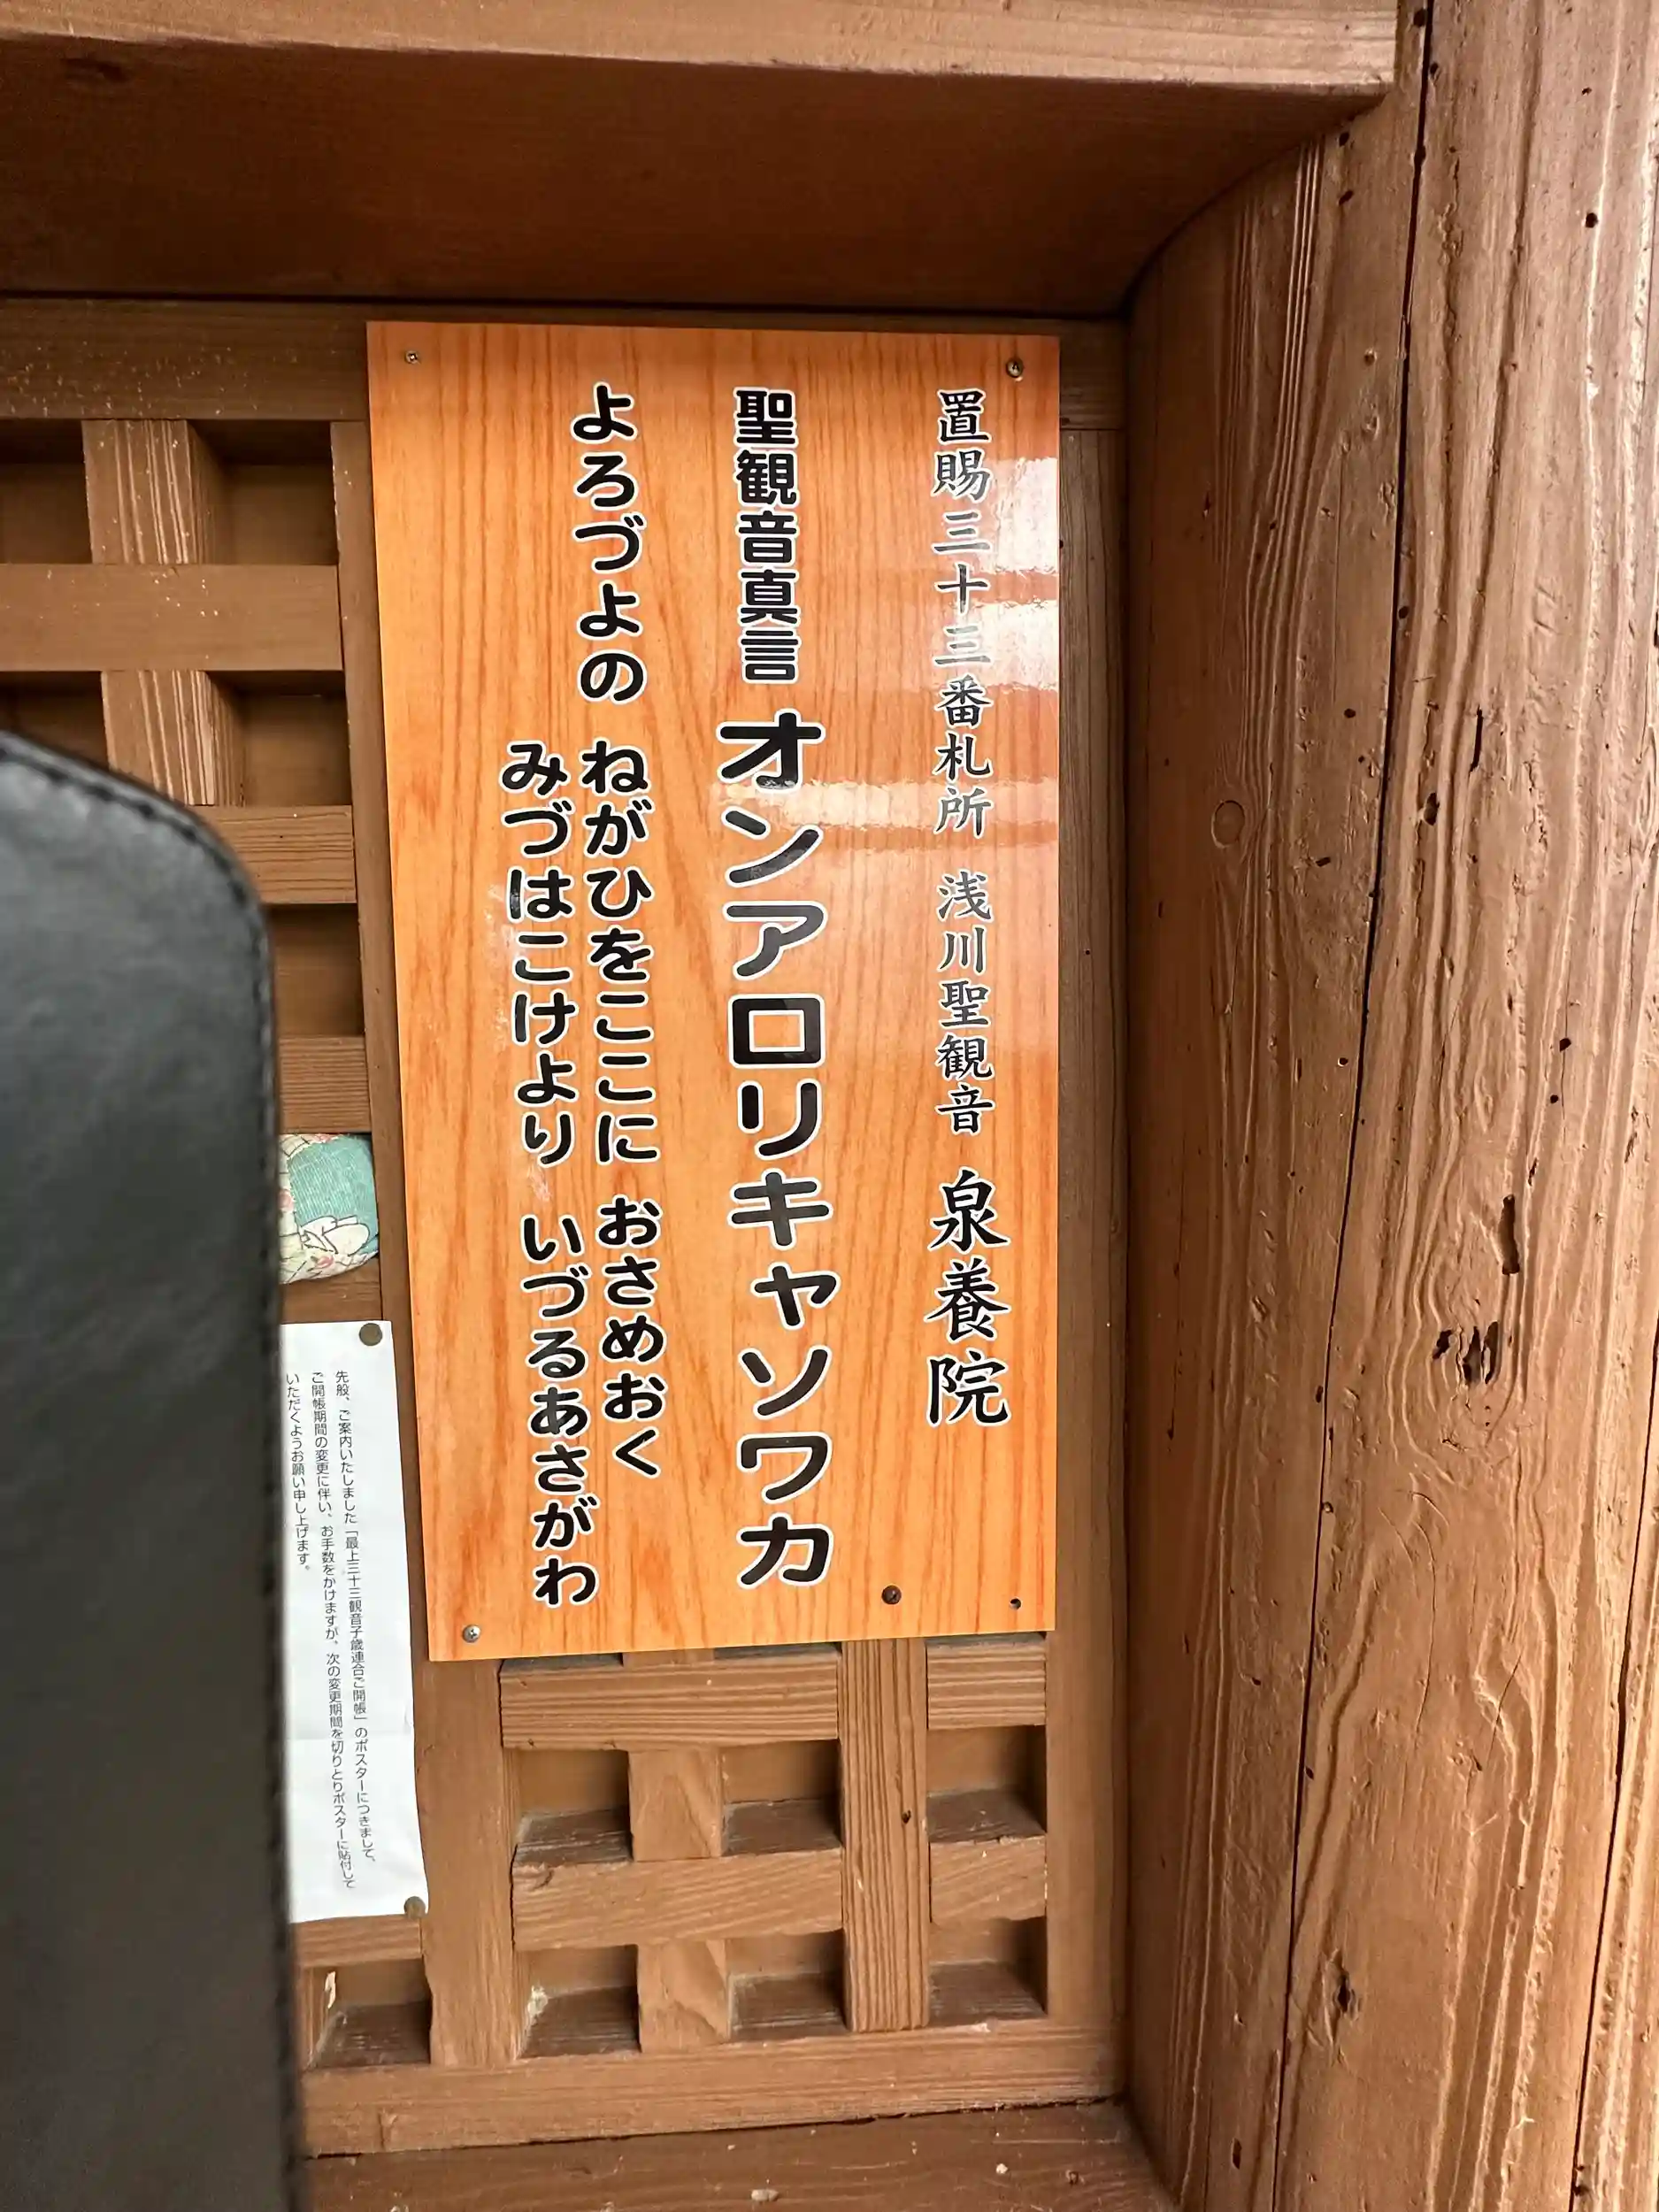 置賜三十三番札所　浅川聖観音　泉養院
聖観音真言　オンアロリキャソワカ
よろづよの　ねがひをここに　おさめおく
みづはこけより　いづるあさがわ
先般、ご案内いたしました「最上三十三観音子歳連合ご開帳」のポスターにつきまして、
ご開帳期間の変更に伴い、お手数をかけますが、次の変更期間を切りとりポスターに貼付して
いただくようお願い申し上げます。